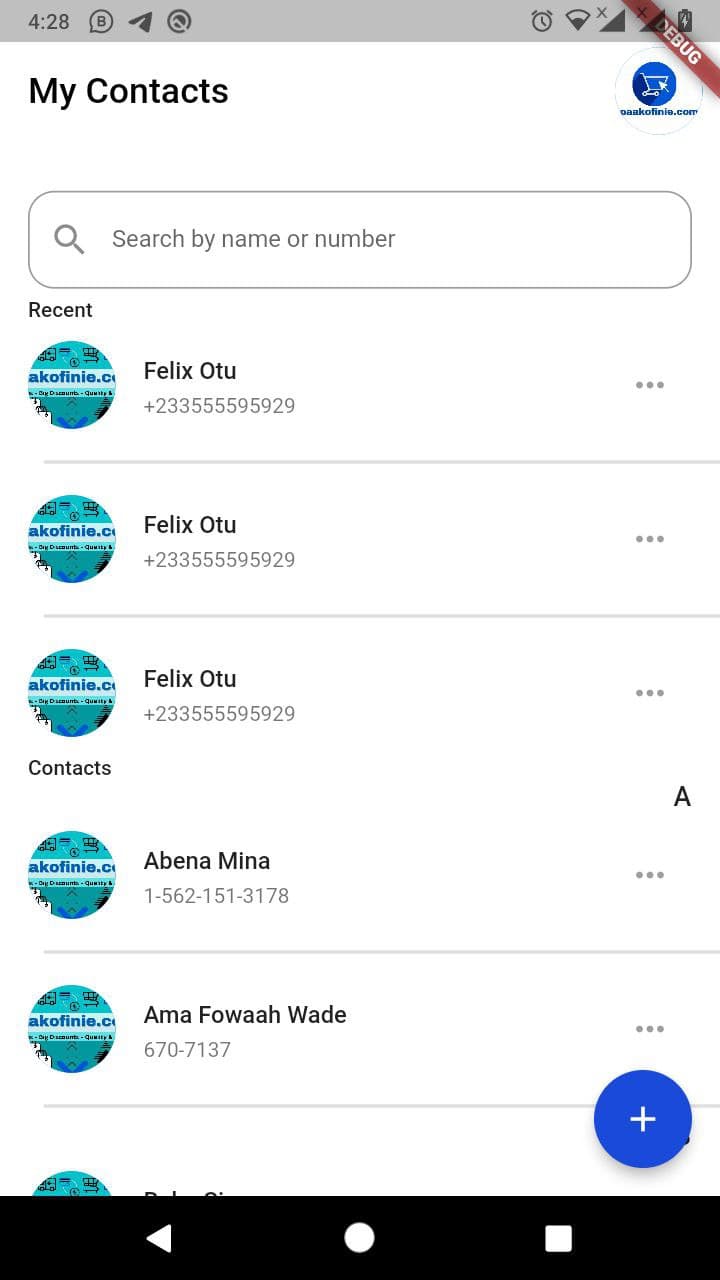 4:28
DEBUG
My Contacts
oaakofinie.com
Search by name or number
Recent
akofinie.c
Felix Otu
+233555595929
akofinie.c
Felix Otu
+233555595929
akofinie.c
Felix Otu
+233555595929
Contacts
A
akofinie.c
Abena Mina
1-562-151-3178
akofinie.c
Ama Fowaah Wade
670-7137